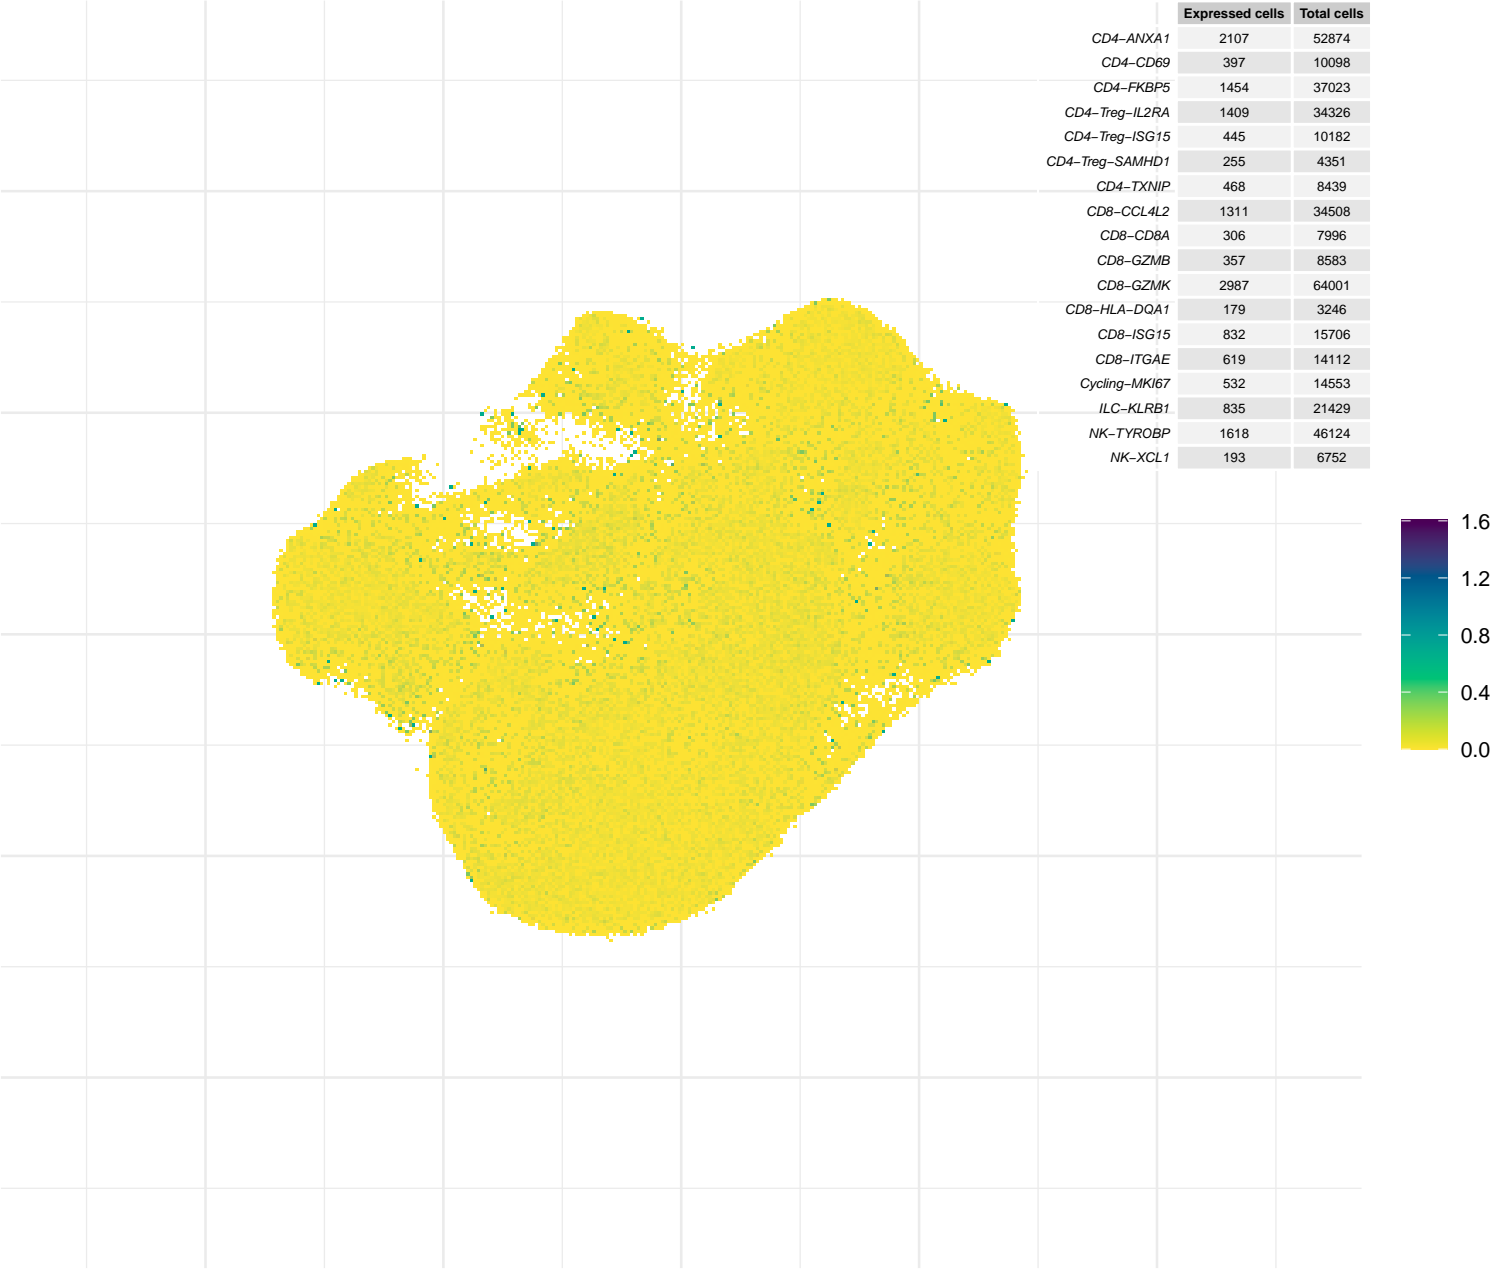 Expressed cells Total cells
CD4−ANXA1 2107 52874
CD4−CD69 397 10098
CD4−FKBP5 1454 37023
CD4−Treg−IL2RA 1409 34326
CD4−Treg−ISG15 445 10182
CD4−Treg−SAMHD1 255 4351
CD4−TXNIP 468 8439
CD8−CCL4L2 1311 34508
CD8−CD8A 306 7996
CD8−GZMB 357 8583
CD8−GZMK 2987 64001
CD8−HLA−DQA1 179 3246
CD8−ISG15 832 15706
CD8−ITGAE 619 14112
Cycling−MKI67 532 14553
ILC−KLRB1 835 21429
NK−TYROBP 1618 46124
NK−XCL1 193 6752
1.6
1.2
0.8
0.4
0.0